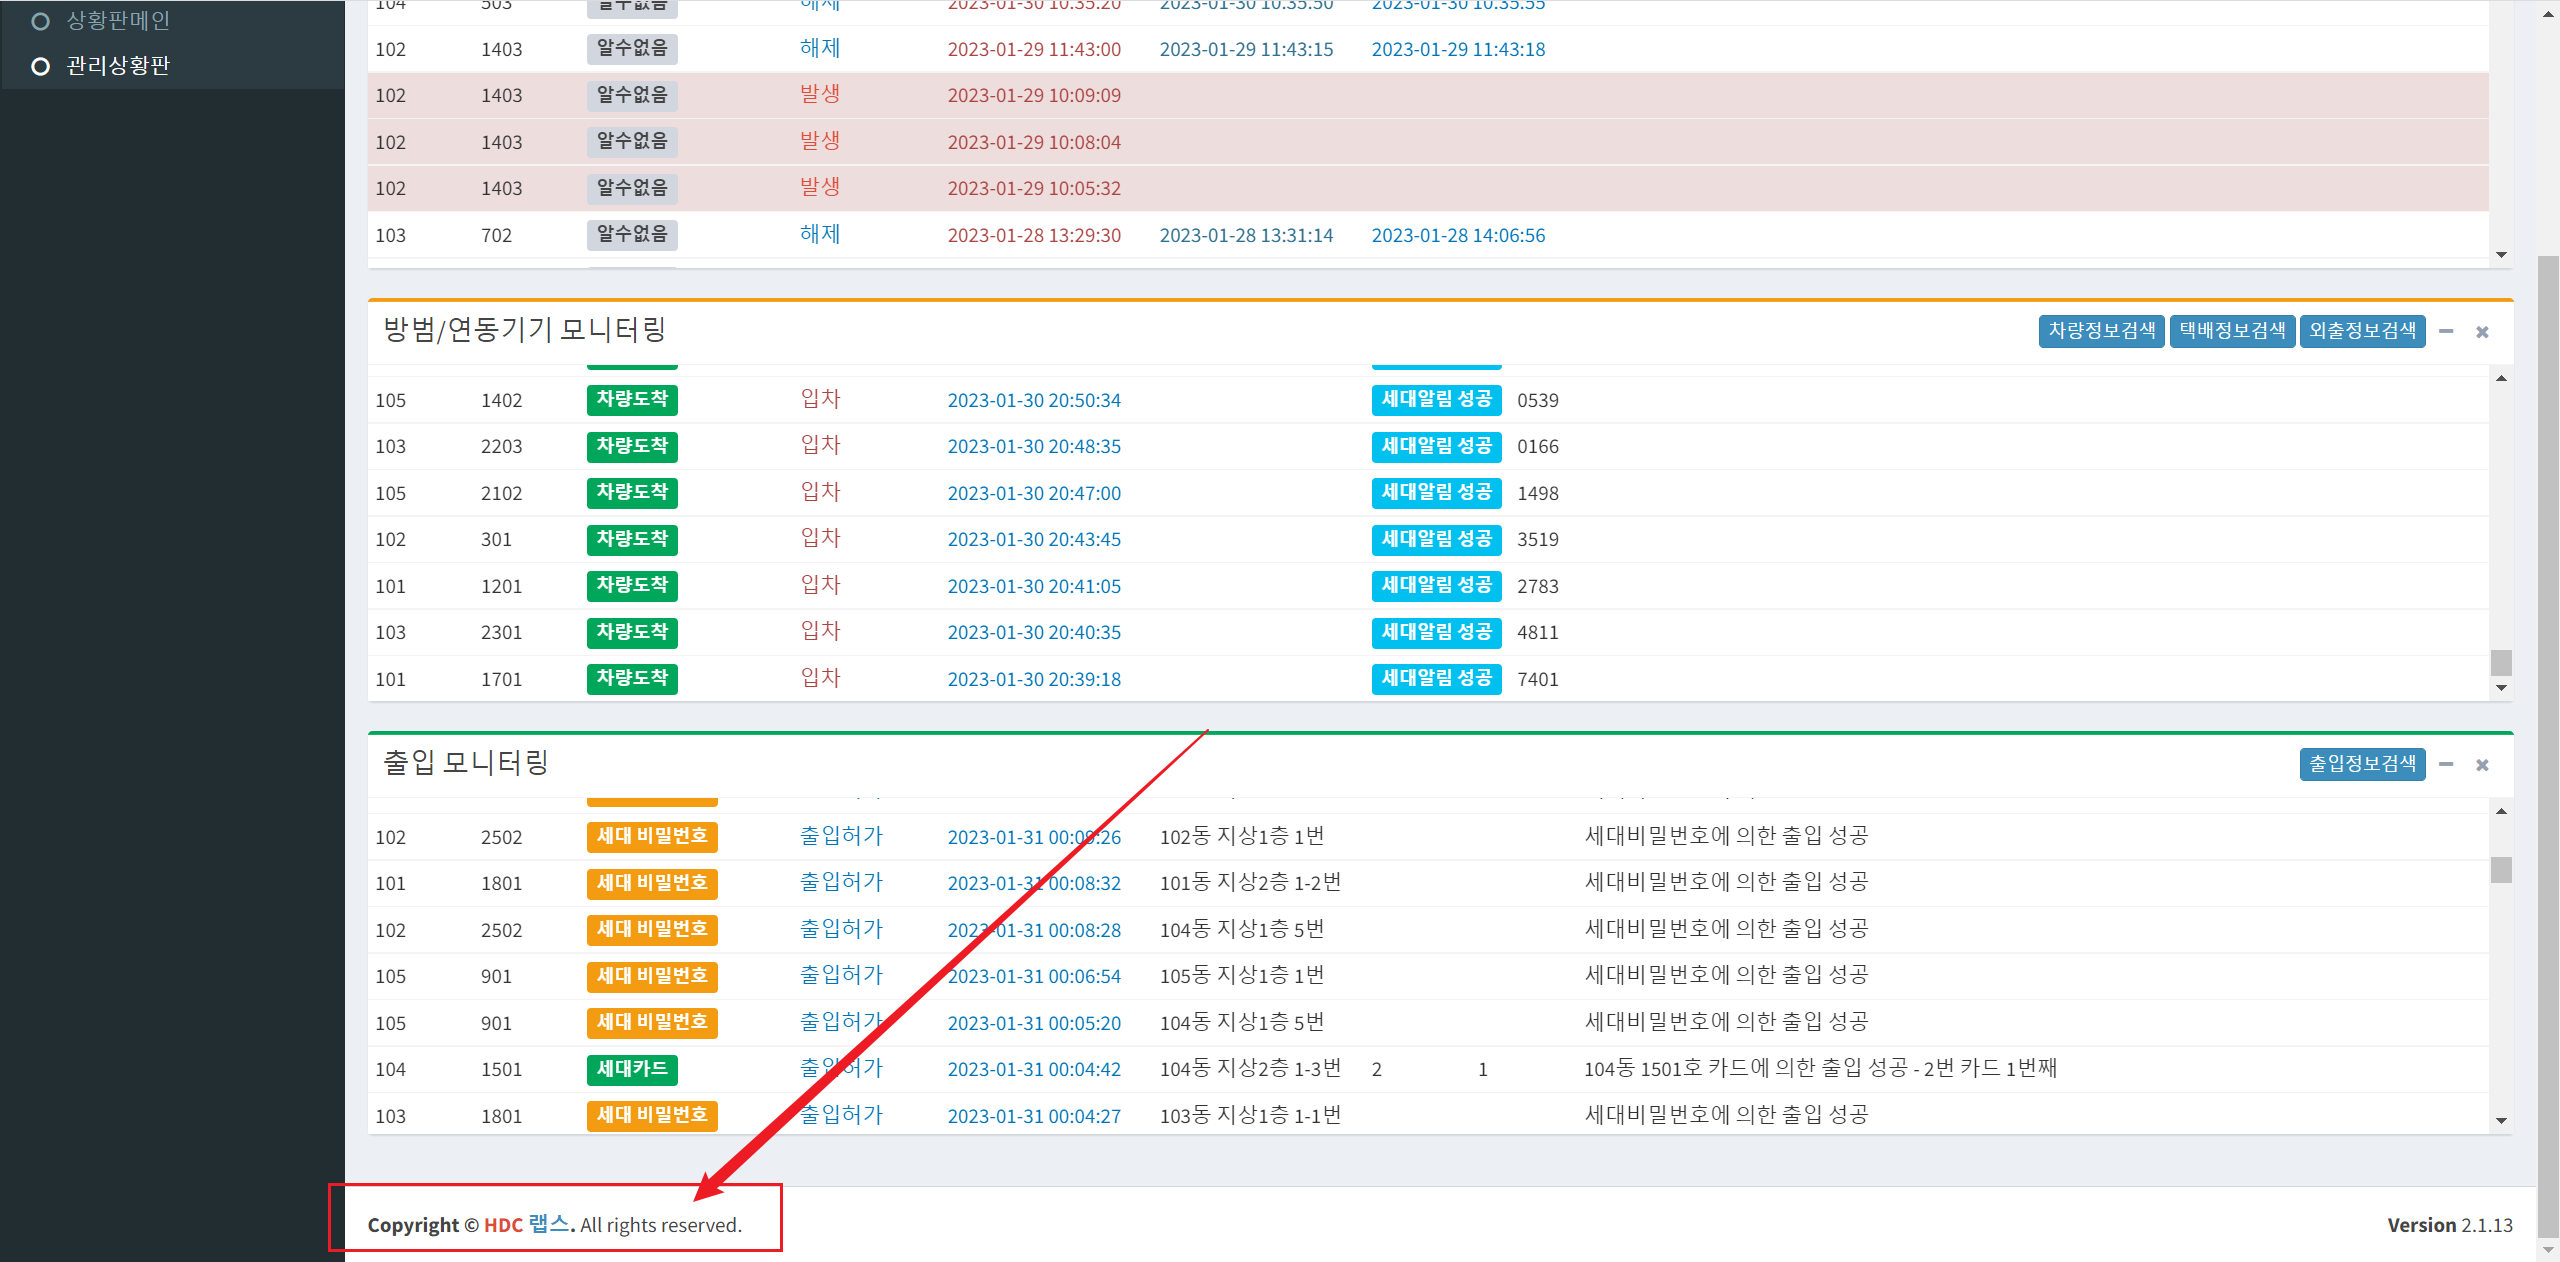 상황판메인
관리상황판
104 503 알수없음 해제 2023-01-30 10:35:20 2023-01-30 10:35:50 2023-01-30 10:35:55
102 1403 알수없음 해제 2023-01-29 11:43:00 2023-01-29 11:43:15 2023-01-29 11:43:18
102 1403 알수없음 발생 2023-01-29 10:09:09
102 1403 알수없음 발생 2023-01-29 10:08:04
102 1403 알수없음 발생 2023-01-29 10:05:32
103 702 알수없음 해제 2023-01-28 13:29:30 2023-01-28 13:31:14 2023-01-28 14:06:56
방범/연동기기 모니터링 차량정보검색 택배정보검색 외출정보검색
105 1402 차량도착 입차 2023-01-30 20:50:34 세대알림 성공 0539
103 2203 차량도착 입차 2023-01-30 20:48:35 세대알림 성공 0166
105 2102 차량도착 입차 2023-01-30 20:47:00 세대알림 성공 1498
102 301 차량도착 입차 2023-01-30 20:43:45 세대알림 성공 3519
101 1201 차량도착 입차 2023-01-30 20:41:05 세대알림 성공 2783
103 2301 차량도착 입차 2023-01-30 20:40:35 세대알림 성공 4811
101 1701 차량도착 입차 2023-01-30 20:39:18 세대알림 성공 7401
출입 모니터링 출입정보검색
102 2502 세대 비밀번호 출입허가 2023-01-31 00:09:26 102동 지상1층 1번 세대비밀번호에 의한 출입 성공
101 1801 세대 비밀번호 출입허가 2023-01-31 00:08:32 101동 지상2층 1-2번 세대비밀번호에 의한 출입 성공
102 2502 세대 비밀번호 출입허가 2023-01-31 00:08:28 104동 지상1층 5번 세대비밀번호에 의한 출입 성공
105 901 세대 비밀번호 출입허가 2023-01-31 00:06:54 105동 지상1층 1번 세대비밀번호에 의한 출입 성공
105 901 세대 비밀번호 출입허가 2023-01-31 00:05:20 104동 지상1층 5번 세대비밀번호에 의한 출입 성공
104 1501 세대카드 출입허가 2023-01-31 00:04:42 104동 지상2층 1-3번 2 1 104동 1501호 카드에 의한 출입 성공 - 2번 카드 1번째
103 1801 세대 비밀번호 출입허가 2023-01-31 00:04:27 103동 지상1층 1-1번 세대비밀번호에 의한 출입 성공
Copyright © HDC 랩스. All rights reserved. Version 2.1.13